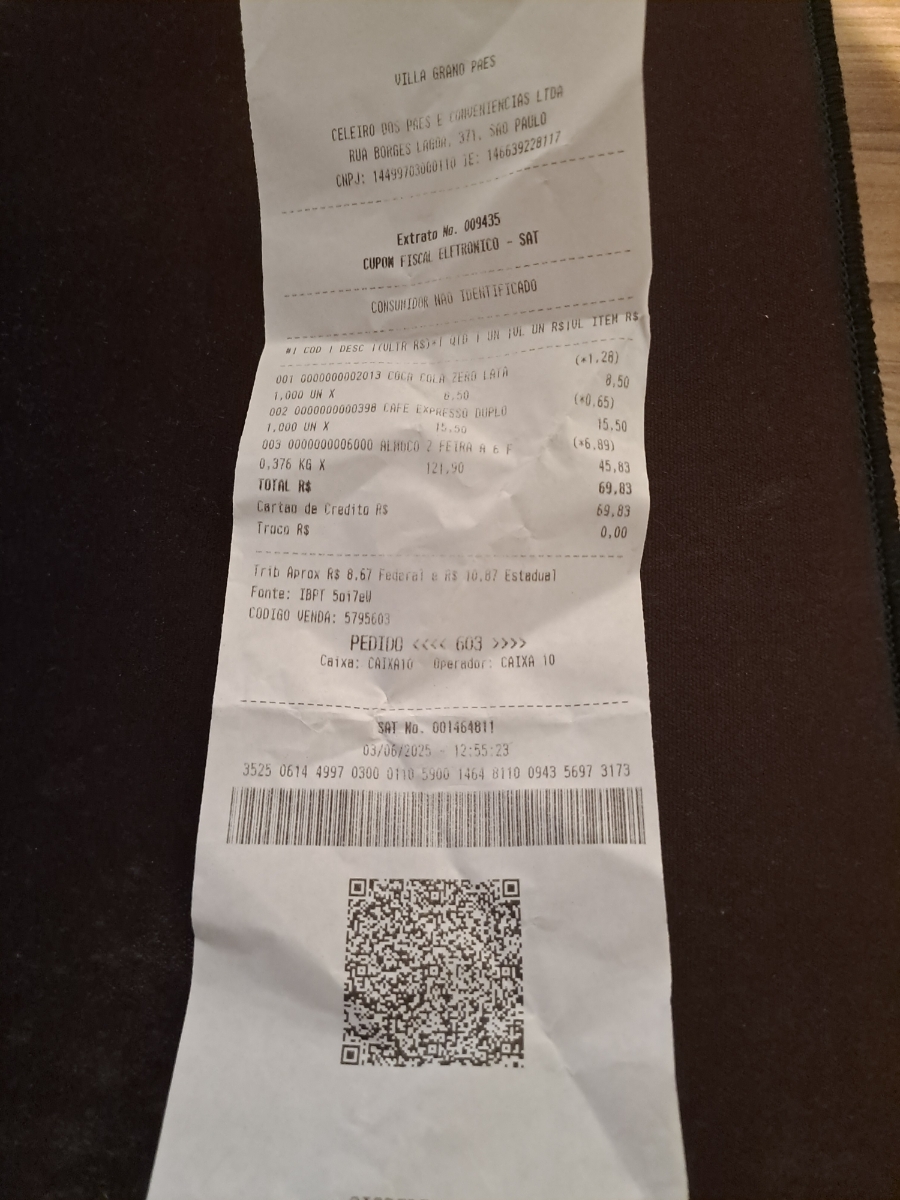 VILLA GRANO PAES
CELEIRO DOS PAES E CONVENIENCIAS LTDA
RUA BORGES LAGOA, 371, SAO PAULO
CNPJ: 14499703000110 IE: 146639228117
Extrato No. 009435
CUPOM FISCAL ELETRONICO - SAT
CONSUMIDOR NAO IDENTIFICADO
#| COD | DESC |(VLTR R$)*| QTD | UN |VL UN R$|VL ITEM R$
001 0000000002013 COCA COLA ZERO LATA (*1,28)
1,000 UN X 8,50 8,50
002 0000000000398 CAFE EXPRESSO DUPLO (*0,65)
1,000 UN X 15,50 15,50
003 0000000006000 ALMOCO 2 FEIRA A 6 F (*6,89)
0,376 KG X 121,90 45,83
TOTAL R$ 69,83
Cartao de Credito R$ 69,83
Troco R$ 0,00
Trib Aprox R$ 8,67 Federal e R$ 10,87 Estadual
Fonte: IBPT 5oi7eW
CODIGO VENDA: 5795603
PEDIDO <<<< 603 >>>>
Caixa: CAIXA10 Operador: CAIXA 10
SAT No. 001464811
03/06/2025 - 12:55:23
3525 0614 4997 0300 0110 5900 1464 8110 0943 5697 3173